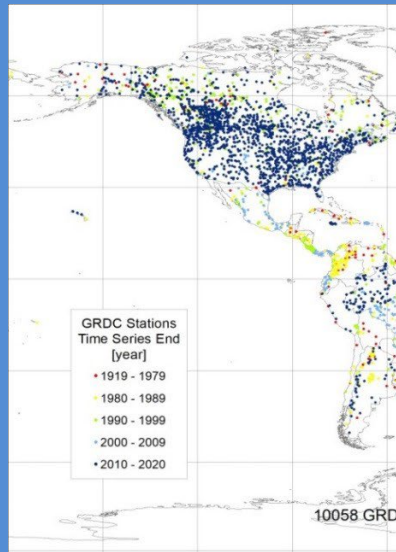 GRDC Stations
Time Series End
[year]
1919 - 1979
1980 - 1989
1990 - 1999
2000 - 2009
2010 - 2020
10058 GRD